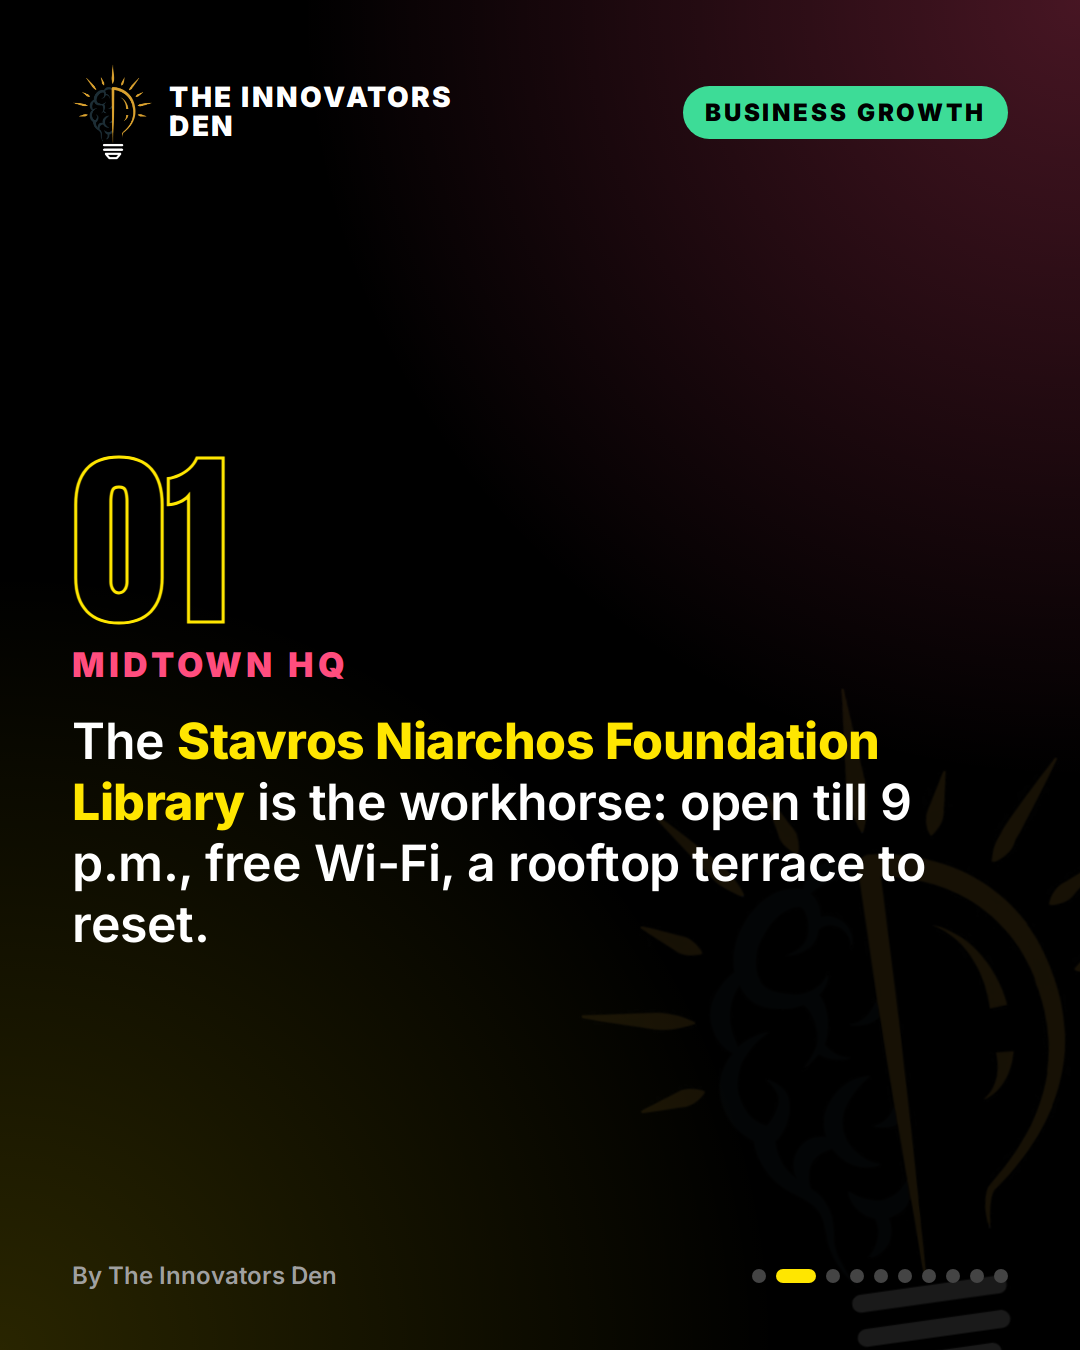 THE INNOVATORS
DEN
BUSINESS GROWTH
01
MIDTOWN HQ
The Stavros Niarchos Foundation
Library is the workhorse: open till 9
p.m., free Wi-Fi, a rooftop terrace to
reset.
By The Innovators Den